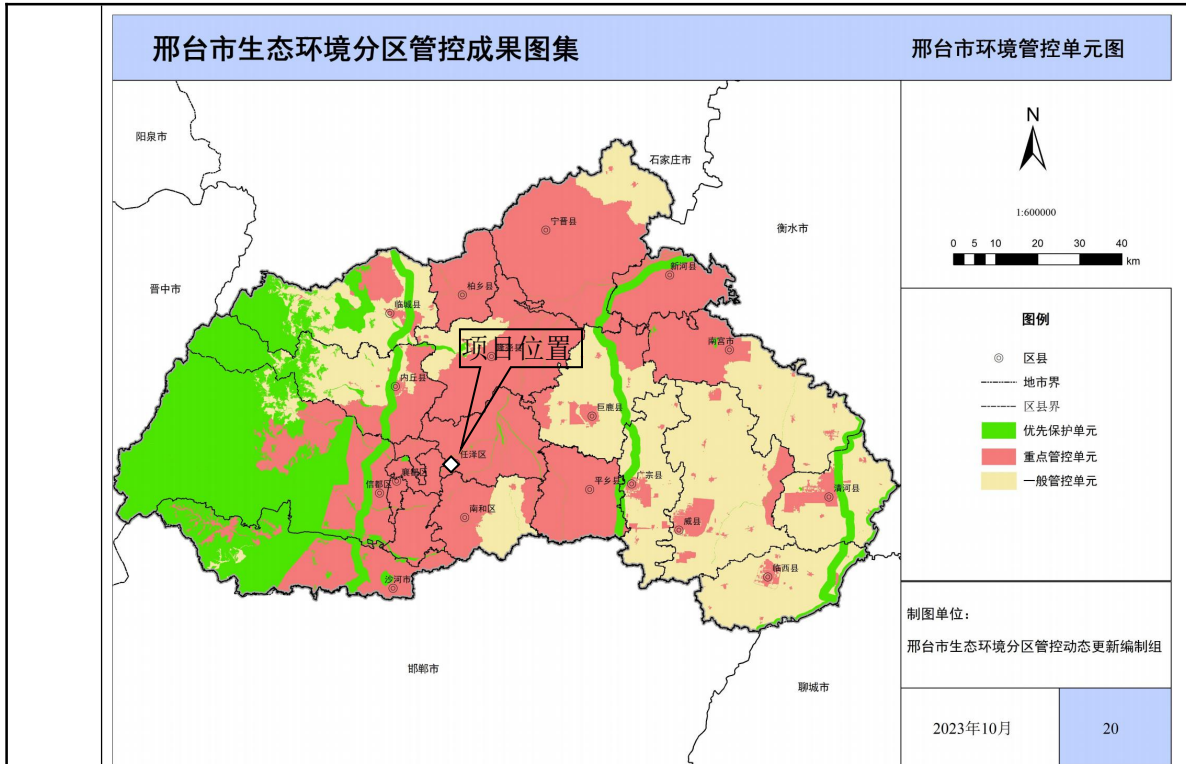 邢台市生态环境分区管控成果图集
邢台市环境管控单元图
阳泉市
石家庄市
N
宁晋县
1:600000
衡水市
0 5 10 20 30 40
km
新河县
晋中市
柏乡县
临城县
图例
项目位置
南宫市
区县
地市界
内丘县
区县界
巨鹿县
优先保护单元
任泽区
重点管控单元
襄都区
信都区
平乡县
广宗县
一般管控单元
清河县
南和区
威县
沙河市
临西县
制图单位：
邢台市生态环境分区管控动态更新编制组
邯郸市
聊城市
2023年10月
20